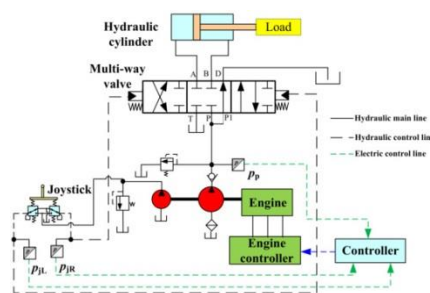 Hydraulic
cylinder
Load
Multi-way
valve
A B D
T P P1
Hydraulic main line
Hydraulic control line
Electric control line
Joystick
w
pp
Engine
Engine
controller
Controller
pjL
pjR